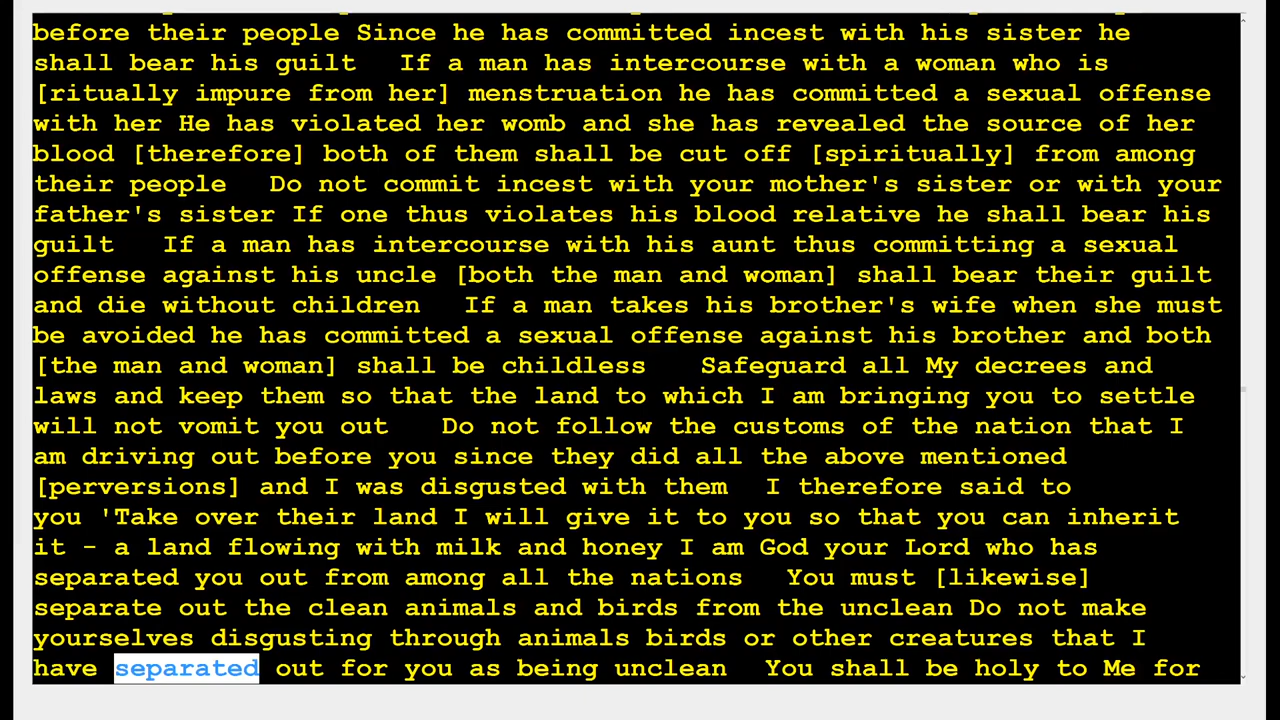 before their people Since he has committed incest with his sister he
shall bear his guilt   If a man has intercourse with a woman who is
[ritually impure from her] menstruation he has committed a sexual offense
with her He has violated her womb and she has revealed the source of her
blood [therefore] both of them shall be cut off [spiritually] from among
their people   Do not commit incest with your mother's sister or with your
father's sister If one thus violates his blood relative he shall bear his
guilt   If a man has intercourse with his aunt thus committing a sexual
offense against his uncle [both the man and woman] shall bear their guilt
and die without children   If a man takes his brother's wife when she must
be avoided he has committed a sexual offense against his brother and both
[the man and woman] shall be childless   Safeguard all My decrees and
laws and keep them so that the land to which I am bringing you to settle
will not vomit you out   Do not follow the customs of the nation that I
am driving out before you since they did all the above mentioned
[perversions] and I was disgusted with them   I therefore said to
you 'Take over their land I will give it to you so that you can inherit
it - a land flowing with milk and honey I am God your Lord who has
separated you out from among all the nations   You must [likewise]
separate out the clean animals and birds from the unclean Do not make
yourselves disgusting through animals birds or other creatures that I
have separated out for you as being unclean   You shall be holy to Me for